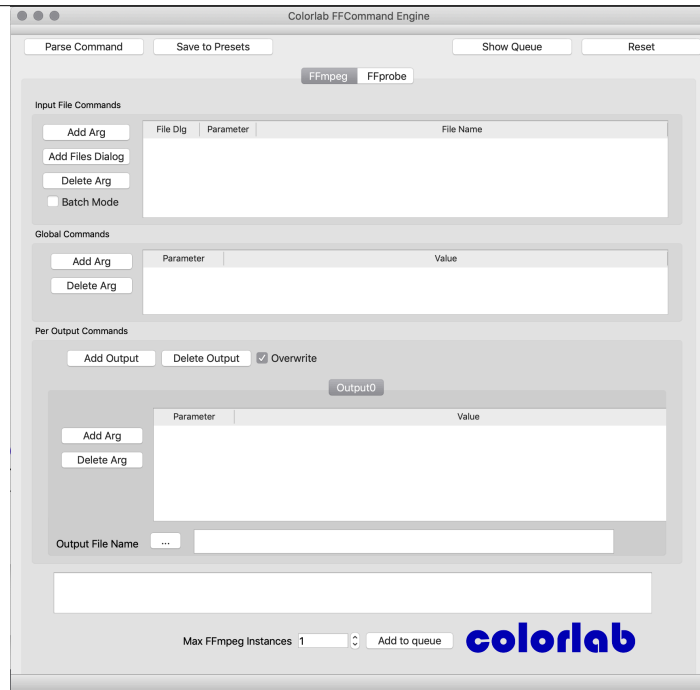 Colorlab FFCommand Engine
Parse Command Save to Presets Show Queue Reset
FFmpeg FFprobe
Input File Commands
Add Arg File Dlg Parameter File Name
Add Files Dialog
Delete Arg
Batch Mode
Global Commands
Add Arg Parameter Value
Delete Arg
Per Output Commands
Add Output Delete Output Overwrite
Output0
Parameter Value
Add Arg
Delete Arg
Output File Name ...
Max FFmpeg Instances 1 Add to queue colorlab